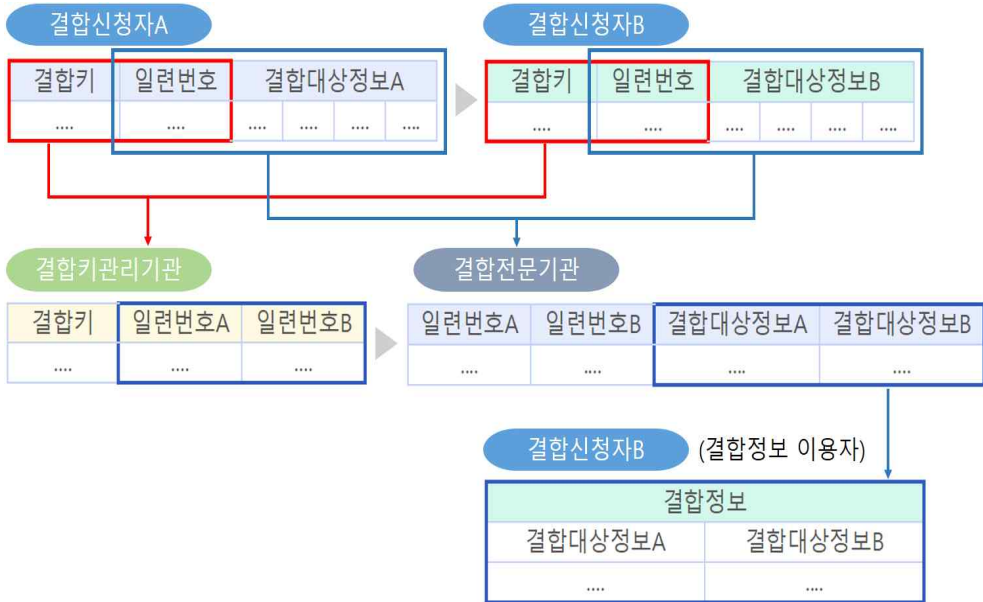 결합신청자A
결합신청자B
결합키 일련번호 결합대상정보A
.... .... .... .... .... ....
결합키 일련번호 결합대상정보B
.... .... .... .... .... ....
결합키관리기관
결합전문기관
결합키 일련번호A 일련번호B
.... .... ....
일련번호A 일련번호B 결합대상정보A 결합대상정보B
.... .... .... ....
결합신청자B (결합정보 이용자)
결합정보
결합대상정보A 결합대상정보B
.... ....